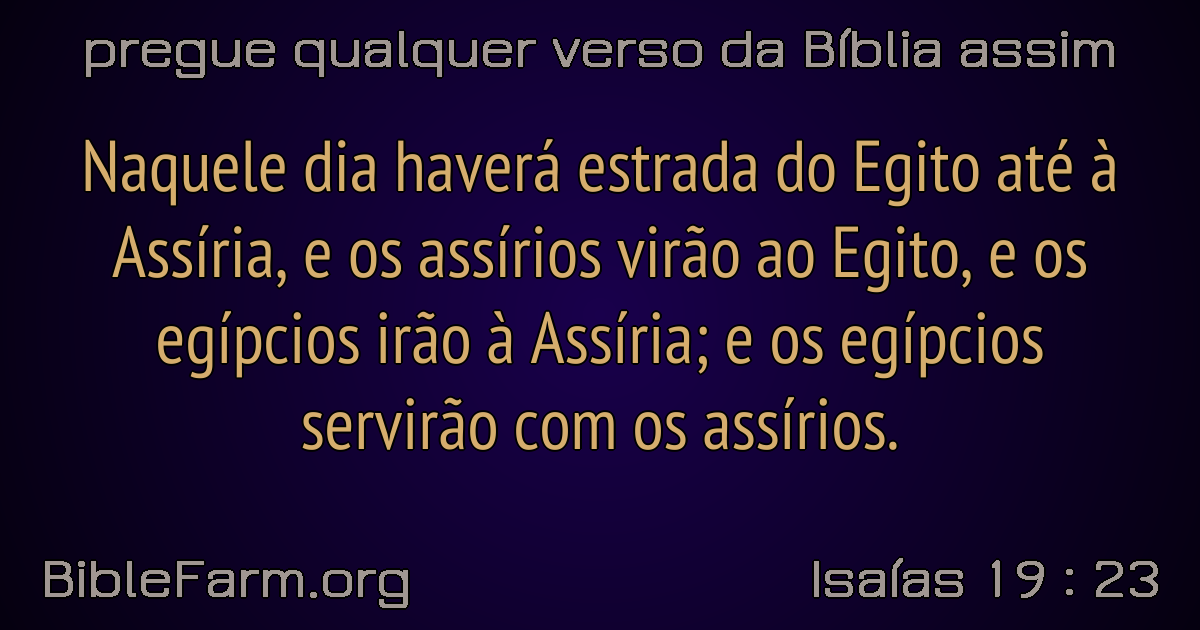 pregue qualquer verso da Bíblia assim
Naquele dia haverá estrada do Egito até à
Assíria, e os assírios virão ao Egito, e os
egípcios irão à Assíria; e os egípcios
servirão com os assírios.
BibleFarm.org
Isaías 19 : 23